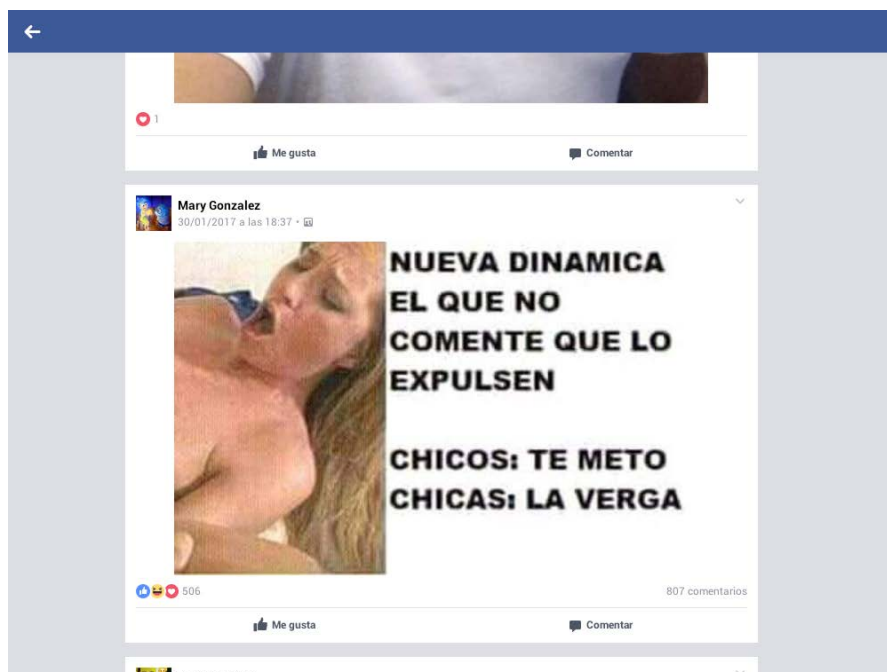 1
Me gusta
Comentar
Mary Gonzalez
30/01/2017 a las 18:37
NUEVA DINAMICA
EL QUE NO
COMENTE QUE LO
EXPULSEN
CHICOS: TE METO
CHICAS: LA VERGA
506
807 comentarios
Me gusta
Comentar